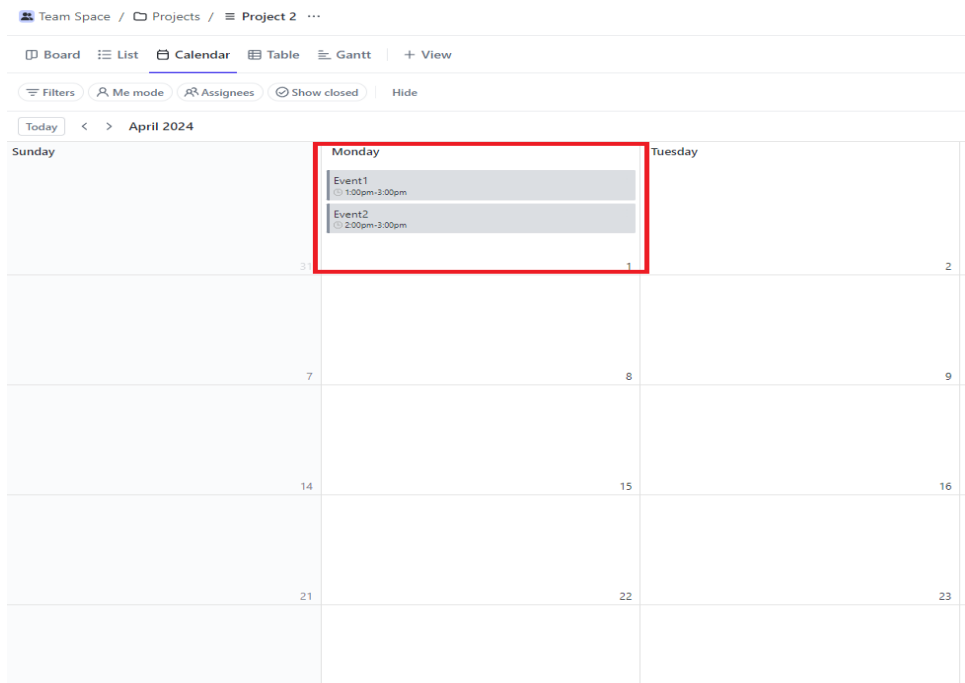 Team Space / Projects / Project 2 ...
Board List Calendar Table Gantt + View
Filters Me mode Assignees Show closed Hide
Today < > April 2024
Sunday Monday Tuesday
Event1
1:00pm-3:00pm
Event2
2:00pm-3:00pm
31 1 2
7 8 9
14 15 16
21 22 23